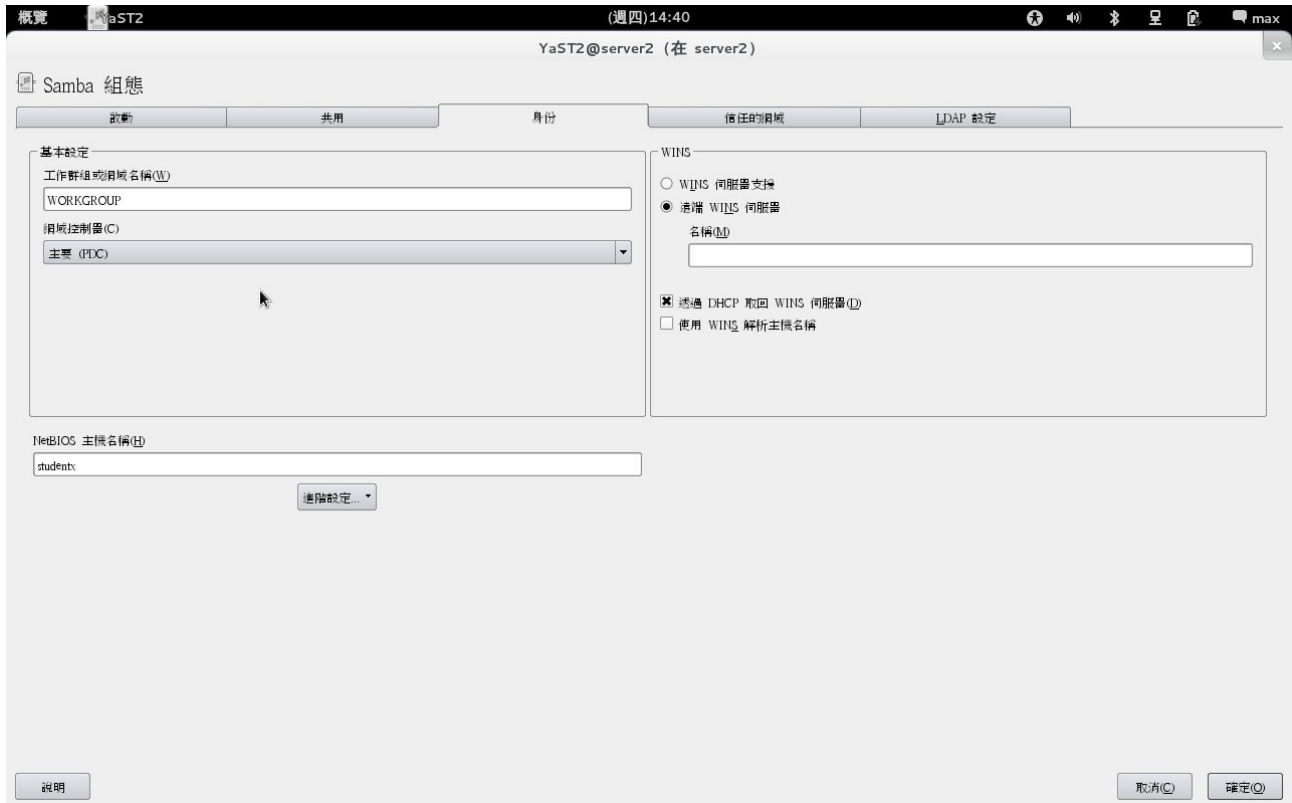 概覽 YaST2 (週四)14:40 max
YaST2@server2 (在 server2)
Samba 組態
啟動 共用 身份 信任的網域 LDAP 設定
基本設定
工作群組或網域名稱(W)
WORKGROUP
網域控制器(C)
主要 (PDC)
WINS
WINS 伺服器支援
遠端 WINS 伺服器
名稱(M)
透過 DHCP 取回 WINS 伺服器(D)
使用 WINS 解析主機名稱
NetBIOS 主機名稱(H)
studentx
進階設定...
說明 取消(C) 確定(O)